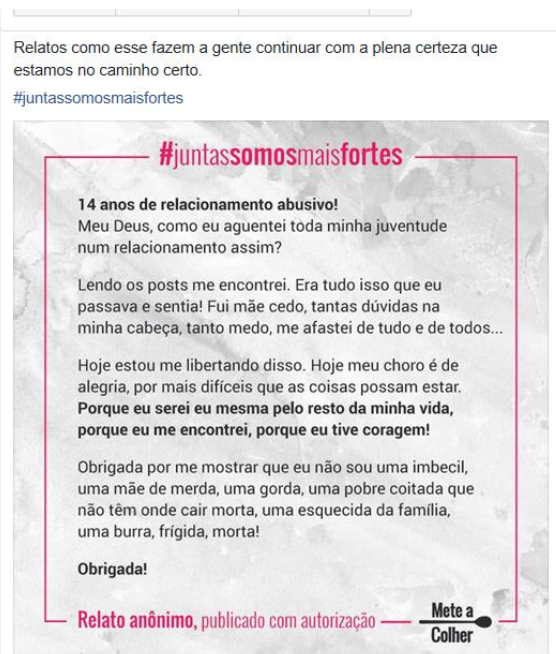 Relatos como esse fazem a gente continuar com a plena certeza que
estamos no caminho certo.
#juntassomosmaisfortes
#juntassomosmaisfortes
14 anos de relacionamento abusivo!
Meu Deus, como eu aguentei toda minha juventude
num relacionamento assim?
Lendo os posts me encontrei. Era tudo isso que eu
passava e sentia! Fui mãe cedo, tantas dúvidas na
minha cabeça, tanto medo, me afastei de tudo e de todos...
Hoje estou me libertando disso. Hoje meu choro é de
alegria, por mais difíceis que as coisas possam estar.
Porque eu serei eu mesma pelo resto da minha vida,
porque eu me encontrei, porque eu tive coragem!
Obrigada por me mostrar que eu não sou uma imbecil,
uma mãe de merda, uma gorda, uma pobre coitada que
não têm onde cair morta, uma esquecida da família,
uma burra, frígida, morta!
Obrigada!
Relato anônimo, publicado com autorização
Mete a
Colher